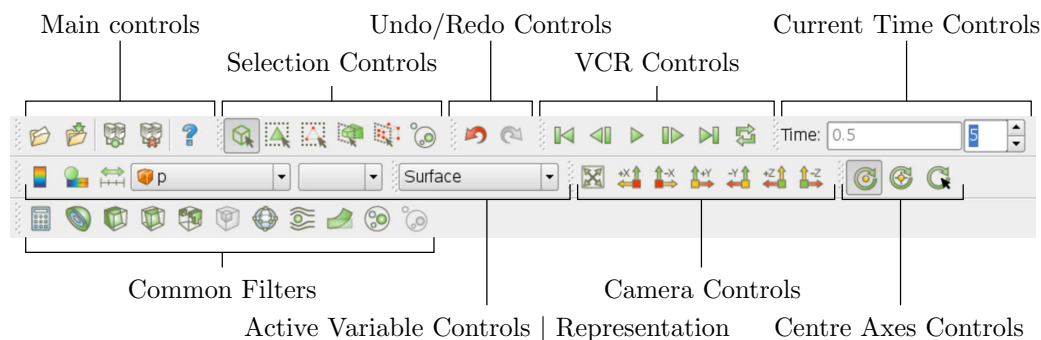 Main controls
Undo/Redo Controls
Current Time Controls
Selection Controls
VCR Controls
?
Time: 0.5 5
p
Surface
+X -X +Y -Y +Z -Z
Common Filters
Camera Controls
Active Variable Controls | Representation
Centre Axes Controls